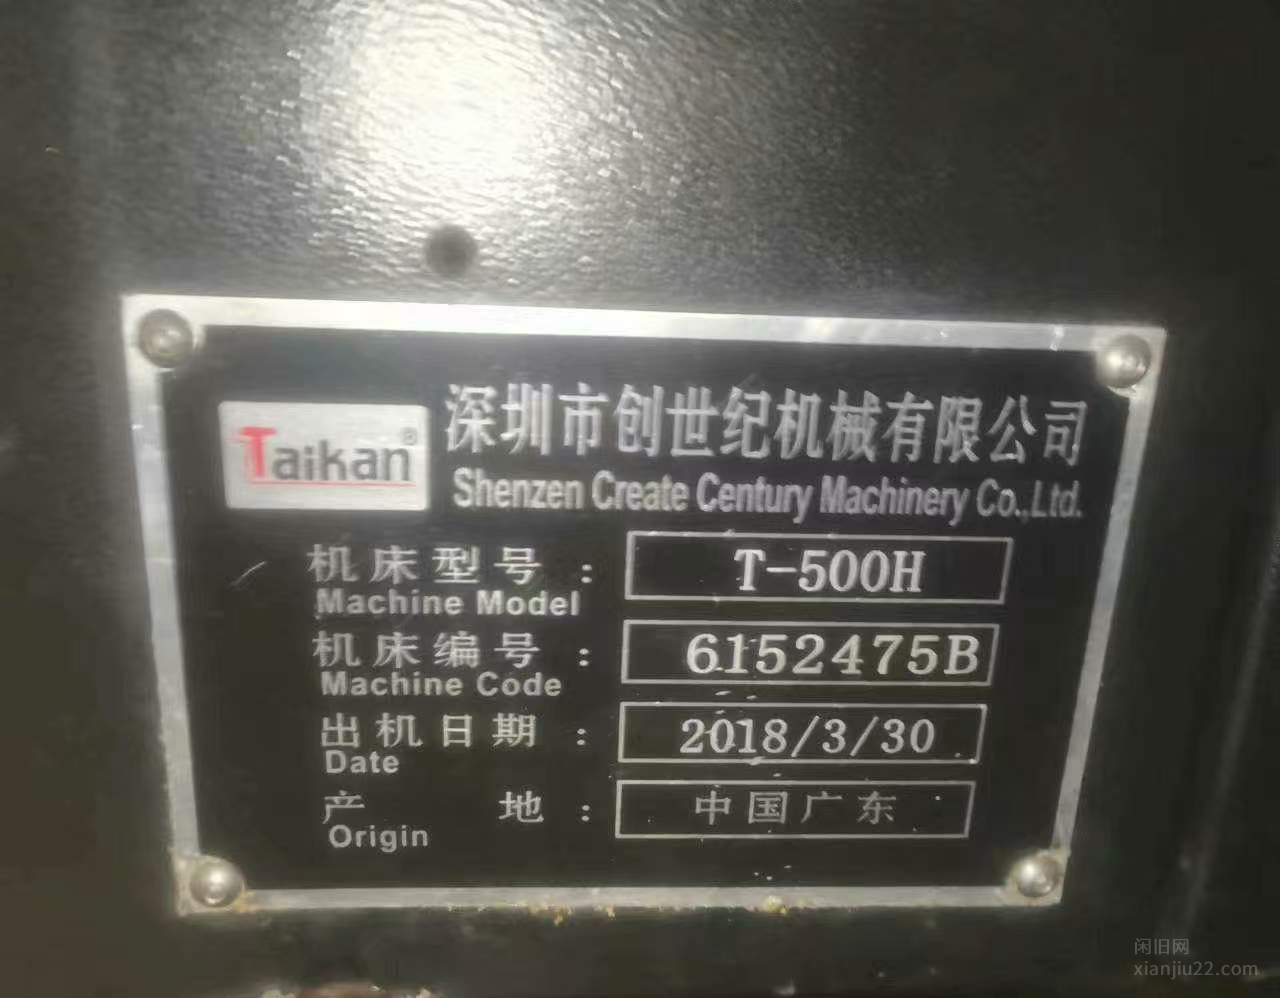 Taikan®
深圳市创世纪机械有限公司
Shenzen Create Century Machinery Co.,Ltd.
机床型号：T-500H
Machine Model
机床编号：6152475B
Machine Code
出机日期：2018/3/30
Date
产地：中国广东
Origin
闲旧网
xianjiu22.com